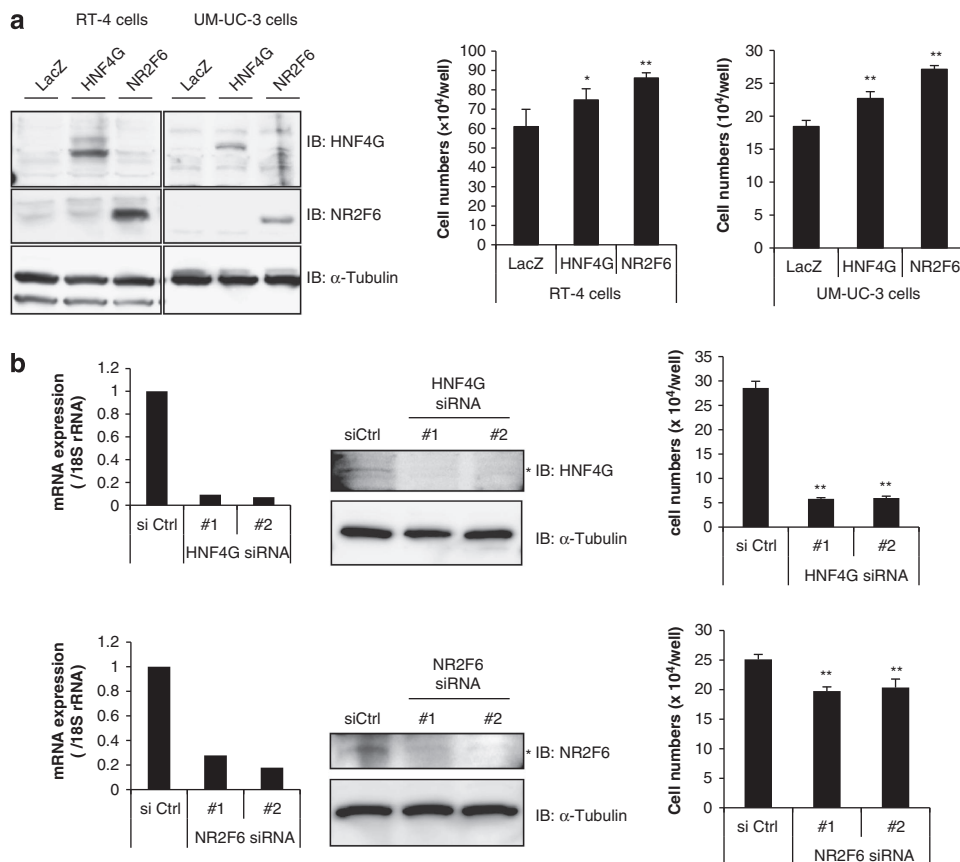 a
RT-4 cells
UM-UC-3 cells
LacZ
HNF4G
NR2F6
LacZ
HNF4G
NR2F6
IB: HNF4G
IB: NR2F6
IB: α-Tubulin
Cell numbers (×10⁴/well)
100
90
80
70
60
50
40
30
20
10
0
*
**
LacZ
HNF4G
NR2F6
RT-4 cells
Cell numbers (10⁴/well)
30
25
20
15
10
5
0
**
**
LacZ
HNF4G
NR2F6
UM-UC-3 cells
b
mRNA expression
( /18S rRNA)
1.2
1
0.8
0.6
0.4
0.2
0
si Ctrl
#1
#2
HNF4G siRNA
HNF4G
siRNA
siCtrl
#1
#2
* IB: HNF4G
IB: α-Tubulin
cell numbers (x 10⁴/well)
35
30
25
20
15
10
5
0
**
**
si Ctrl
#1
#2
HNF4G siRNA
mRNA expression
( /18S rRNA)
1.2
1
0.8
0.6
0.4
0.2
0
si Ctrl
#1
#2
NR2F6 siRNA
NR2F6
siRNA
siCtrl
#1
#2
* IB: NR2F6
IB: α-Tubulin
Cell numbers (x 10⁴/well)
30
25
20
15
10
5
0
**
**
si Ctrl
#1
#2
NR2F6 siRNA